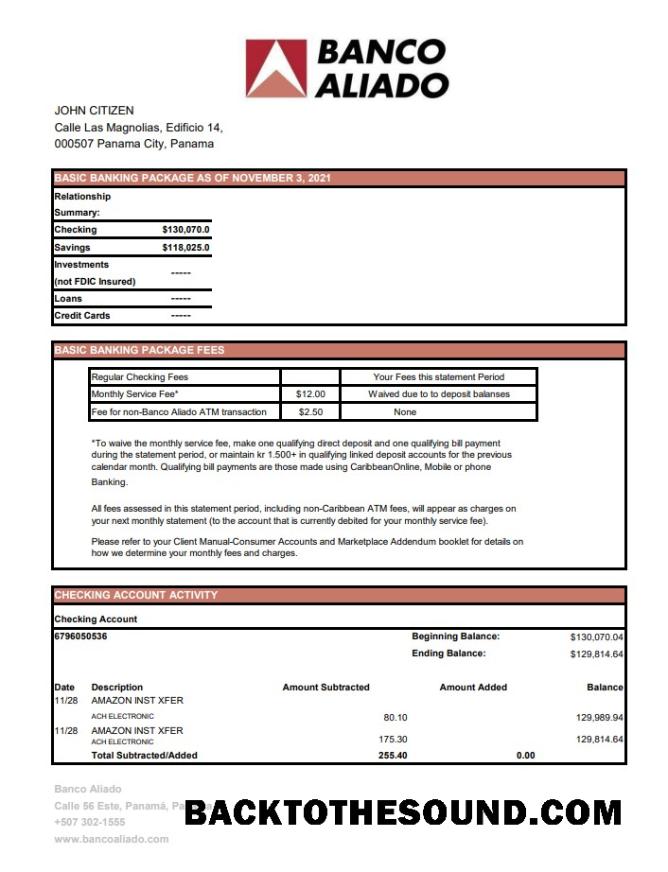 BANCO
ALIADO
JOHN CITIZEN
Calle Las Magnolias, Edificio 14,
000507 Panama City, Panama
BASIC BANKING PACKAGE AS OF NOVEMBER 3, 2021
Relationship
Summary:
Checking $130,070.0
Savings $118,025.0
Investments
(not FDIC Insured) -----
Loans -----
Credit Cards -----
BASIC BANKING PACKAGE FEES
Regular Checking Fees Your Fees this statement Period
Monthly Service Fee* $12.00 Waived due to to deposit balanses
Fee for non-Banco Aliado ATM transaction $2.50 None
*To waive the monthly service fee, make one qualifying direct deposit and one qualifying bill payment
during the statement period, or maintain kr 1.500+ in qualifying linked deposit accounts for the previous
calendar month. Qualifying bill payments are those made using CaribbeanOnline, Mobile or phone
Banking.
All fees assessed in this statement period, including non-Caribbean ATM fees, will appear as charges on
your next monthly statement (to the account that is currently debited for your monthly service fee).
Please refer to your Client Manual-Consumer Accounts and Marketplace Addendum booklet for details on
how we determine your monthly fees and charges.
CHECKING ACCOUNT ACTIVITY
Checking Account
6796050536 Beginning Balance: $130,070.04
Ending Balance: $129,814.64
Date Description Amount Subtracted Amount Added Balance
11/28 AMAZON INST XFER
ACH ELECTRONIC 80.10 129,989.94
11/28 AMAZON INST XFER
ACH ELECTRONIC 175.30 129,814.64
Total Subtracted/Added 255.40 0.00
Banco Aliado
Calle 56 Este, Panamá,
+507 302-1555
www.bancoaliado.com
BACKTOTHESOUND.COM